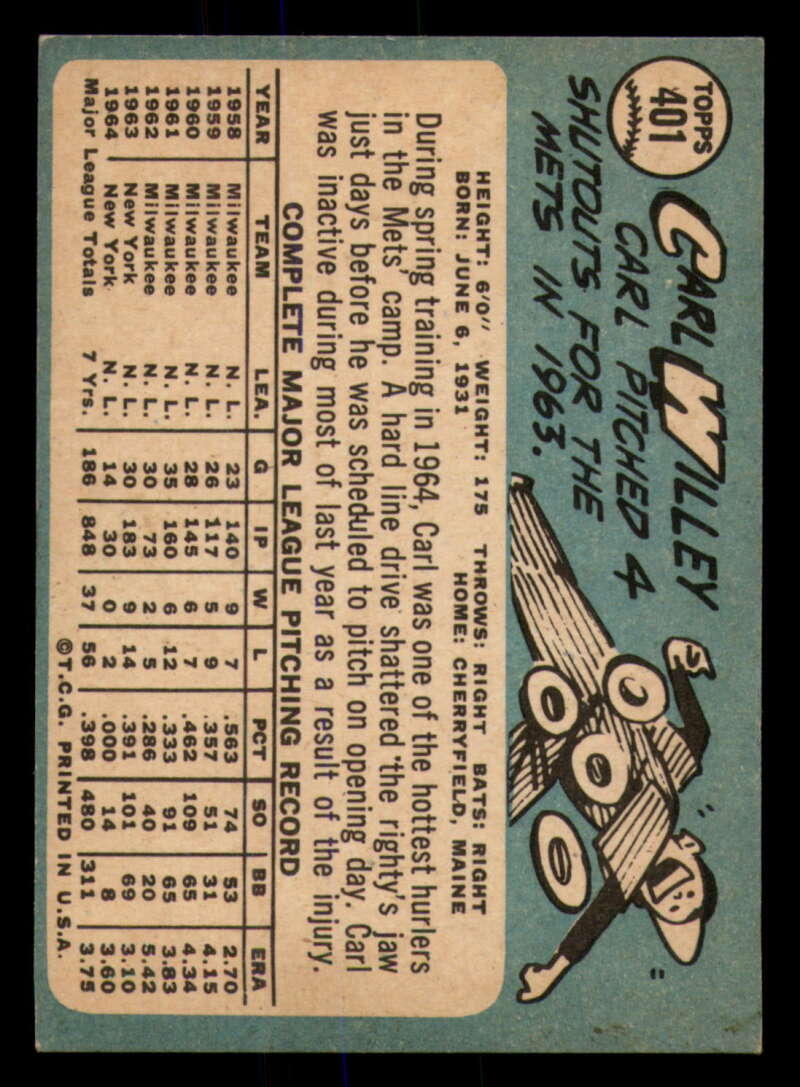 TOPPS
401
CARL WILLEY
CARL PITCHED 4
SHUTOUTS FOR THE
METS IN 1963.
HEIGHT: 6'0" WEIGHT: 175 THROWS: RIGHT BATS: RIGHT
BORN: JUNE 6, 1931 HOME: CHERRYFIELD, MAINE
During spring training in 1964, Carl was one of the hottest hurlers
in the Mets' camp. A hard line drive shattered the righty's jaw
just days before he was scheduled to pitch on opening day. Carl
was inactive during most of last year as a result of the injury.
COMPLETE MAJOR LEAGUE PITCHING RECORD
YEAR TEAM LEA. G IP W L PCT SO BB ERA
1958 Milwaukee N. L. 23 140 9 7 .563 74 53 2.70
1959 Milwaukee N. L. 26 117 5 9 .357 51 31 4.15
1960 Milwaukee N. L. 28 145 6 7 .462 109 65 4.34
1961 Milwaukee N. L. 35 160 6 12 .333 91 65 3.83
1962 Milwaukee N. L. 30 73 2 5 .286 40 20 5.42
1963 New York N. L. 30 183 9 14 .391 101 69 3.10
1964 New York N. L. 14 30 0 2 .000 14 8 3.60
Major League Totals 7 Yrs. 186 848 37 56 .398 480 311 3.75
©T.C.G. PRINTED IN U.S.A.